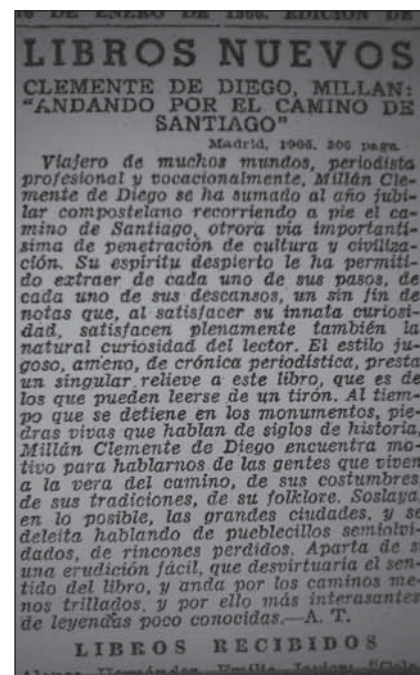 DE ENERO DE 1966. EDICION DE
LIBROS NUEVOS
CLEMENTE DE DIEGO, MILLAN:
"ANDANDO POR EL CAMINO DE
SANTIAGO"
Madrid, 1965. 205 pags.
Viajero de muchos mundos, periodista
profesional y vocacionalmente, Millán Cle-
mente de Diego se ha sumado al año jubi-
lar compostelano recorriendo a pie el ca-
mino de Santiago, otrora via importantí-
sima de penetración de cultura y civiliza-
ción. Su espíritu despierto le ha permiti-
do extraer de cada uno de sus pasos, de
cada uno de sus descansos, un sin fin de
notas que, al satisfacer su innata curiosi-
dad, satisfacen plenamente también la
natural curiosidad del lector. El estilo ju-
goso, ameno, de crónica periodística, presta
un singular relieve a este libro, que es de
los que pueden leerse de un tirón. Al tiem-
po que se detiene en los monumentos, pie-
dras vivas que hablan de siglos de historia,
Millán Clemente de Diego encuentra mo-
tivo para hablarnos de las gentes que viven
a la vera del camino, de sus costumbres,
de sus tradiciones, de su folklore. Soslaya
en lo posible, las grandes ciudades, y se
deleita hablando de pueblecillos semiolvi-
dados, de rincones perdidos. Aparta de s
una erudición fácil, que desvirtuaría el sen-
tido del libro, y anda por los caminos me-
nos trillados, y por ello más interesantes
de leyendas poco conocidas.—A. T.
LIBROS RECIBIDOS